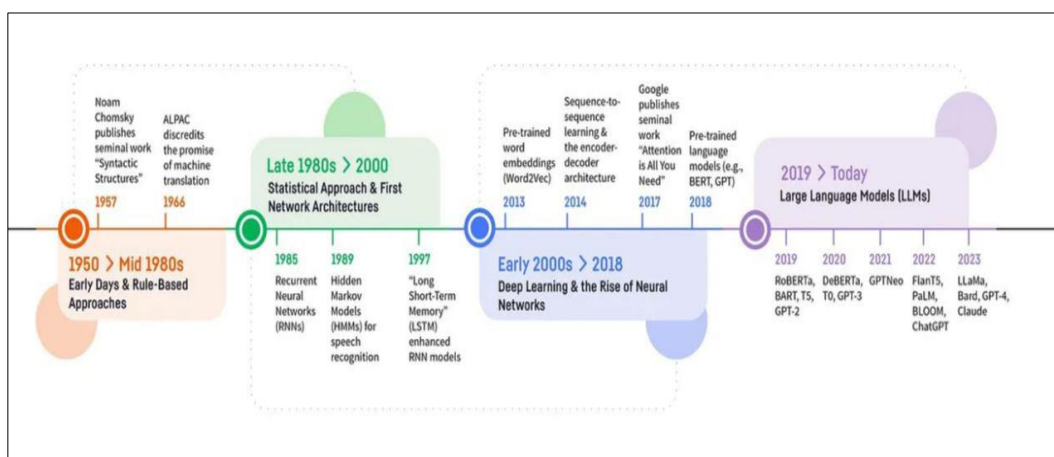 Noam
Chomsky
publishes
seminal work
“Syntactic
Structures”
1957
ALPAC
discredits
the promise
of machine
translation
1966
1950 > Mid 1980s
Early Days & Rule-Based
Approaches
Late 1980s > 2000
Statistical Approach & First
Network Architectures
1985
Recurrent
Neural
Networks
(RNNs)
1989
Hidden
Markov
Models
(HMMs) for
speech
recognition
1997
“Long
Short-Term
Memory”
(LSTM)
enhanced
RNN models
Pre-trained
word
embeddings
(Word2Vec)
2013
Sequence-to-
sequence
learning &
the encoder-
decoder
architecture
2014
Google
publishes
seminal
work
“Attention
is All You
Need”
2017
Pre-trained
language
models (e.g.,
BERT, GPT)
2018
Early 2000s > 2018
Deep Learning & the Rise of Neural
Networks
2019 > Today
Large Language Models (LLMs)
2019
RoBERTa,
BART, T5,
GPT-2
2020
DeBERTa,
T0, GPT-3
2021
GPTNeo
2022
FlanT5,
PaLM,
BLOOM,
ChatGPT
2023
LLaMa,
Bard, GPT-4,
Claude